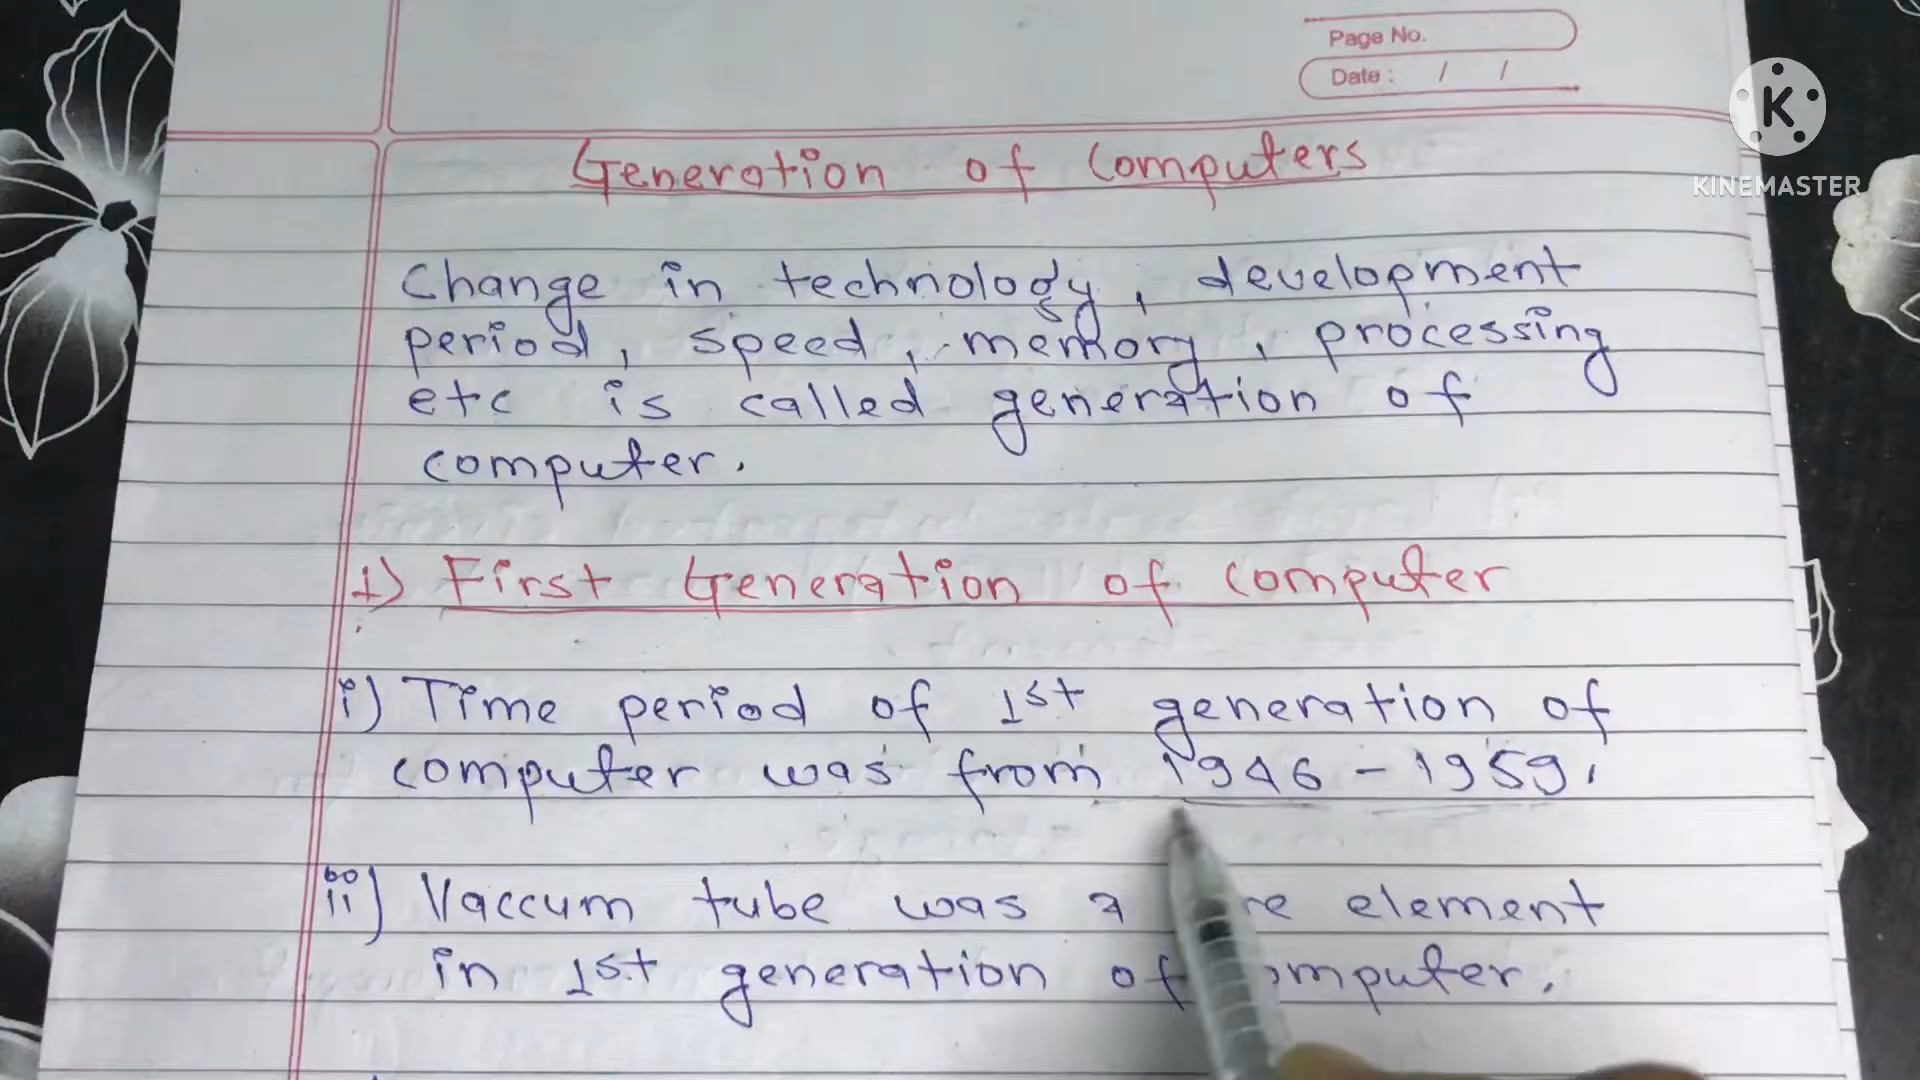 Page No.
Date : / /
KINEMASTER
Generation of Computers
Change in technology, development
period, speed, memory, processing
etc is called generation of
computer.
1) First Generation of computer
i) Time period of 1st generation of
computer was from 1946 - 1959.
ii) Vaccum tube was a element
in 1st generation of